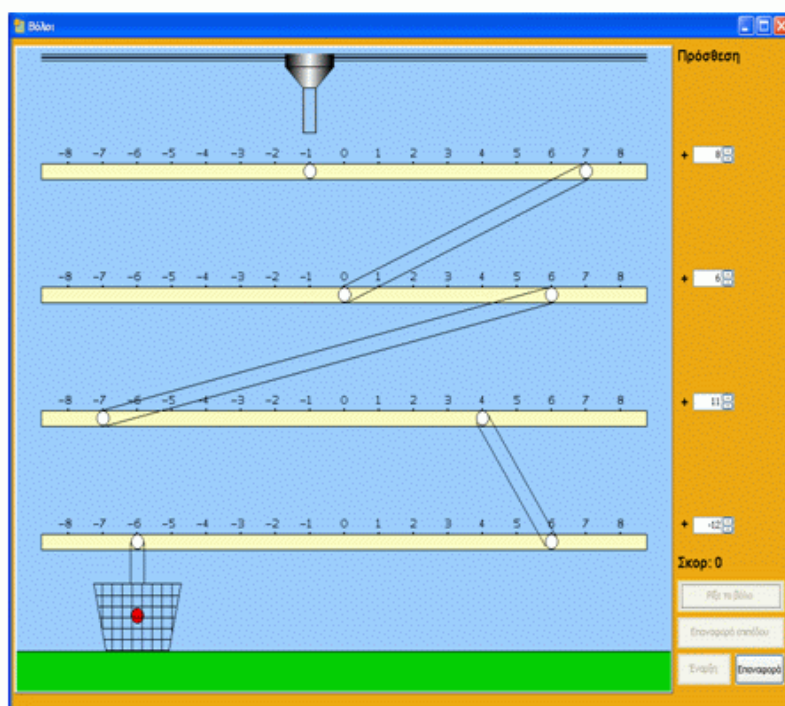 Βόλοι
Πρόσθεση
-8 -7 -6 -5 -4 -3 -2 -1 0 1 2 3 4 5 6 7 8
+ 8
-8 -7 -6 -5 -4 -3 -2 -1 0 1 2 3 4 5 6 7 8
+ 6
-8 -7 -6 -5 -4 -3 -2 -1 0 1 2 3 4 5 6 7 8
+ 11
-8 -7 -6 -5 -4 -3 -2 -1 0 1 2 3 4 5 6 7 8
+ -12
Σκορ: 0
Ρίξε το βόλο
Επαναφορά επιπέδου
Έναρξη Επαναφορά